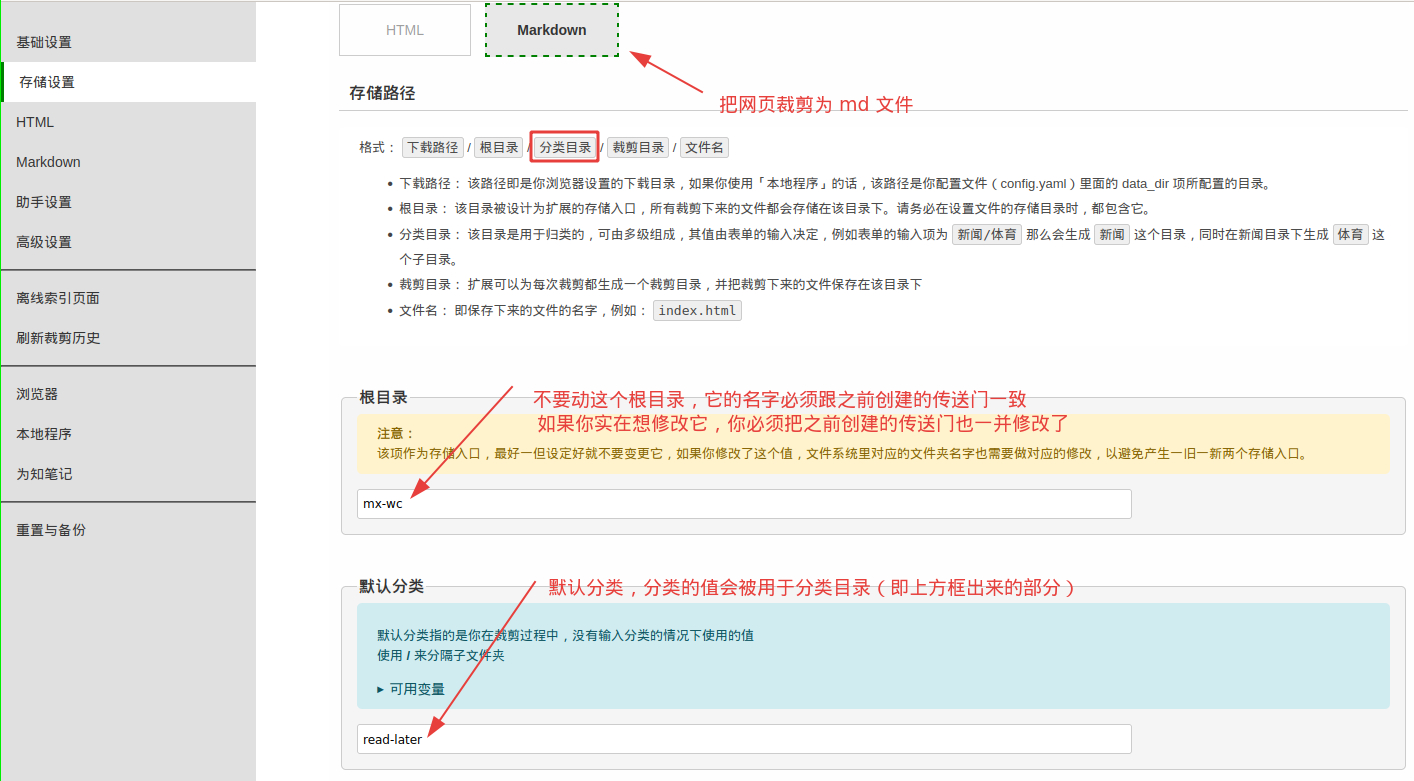 基础设置
存储设置
HTML
Markdown
助手设置
高级设置
离线索引页面
刷新裁剪历史
浏览器
本地程序
为知笔记
重置与备份
HTML Markdown
把网页裁剪为 md 文件
存储路径
格式： 下载路径 / 根目录 / 分类目录 / 裁剪目录 / 文件名
• 下载路径： 该路径即是你浏览器设置的下载目录，如果你使用「本地程序」的话，该路径是你配置文件（config.yaml）里面的 data_dir 项所配置的目录。
• 根目录： 该目录被设计为扩展的存储入口，所有裁剪下来的文件都会存储在该目录下。请务必在设置文件的存储目录时，都包含它。
• 分类目录： 该目录是用于归类的，可由多级组成，其值由表单的输入决定，例如表单的输入项为 新闻/体育 那么会生成 新闻 这个目录，同时在新闻目录下生成 体育 这
个子目录。
• 裁剪目录： 扩展可以为每次裁剪都生成一个裁剪目录，并把裁剪下来的文件保存在该目录下
• 文件名： 即保存下来的文件的名字，例如： index.html
根目录
不要动这个根目录，它的名字必须跟之前创建的传送门一致
如果你实在想修改它，你必须把之前创建的传送门也一并修改了
注意：
该项作为存储入口，最好一但设定好就不要变更它，如果你修改了这个值，文件系统里对应的文件夹名字也需要做对应的修改，以避免产生一旧一新两个存储入口。
mx-wc
默认分类
默认分类，分类的值会被用于分类目录（即上方框出来的部分）
默认分类指的是你在裁剪过程中，没有输入分类的情况下使用的值
使用 / 来分隔子文件夹
▸ 可用变量
read-later